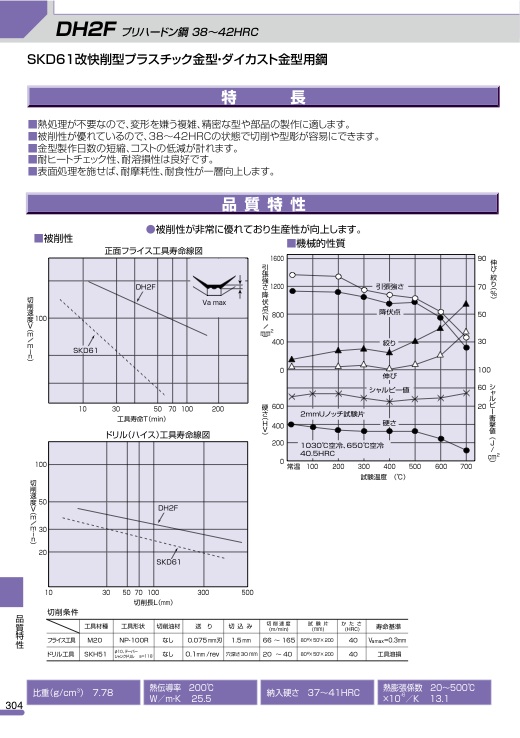 DH2F プリハードン鋼 38〜42HRC
SKD61改快削型プラスチック金型・ダイカスト金型用鋼
特 長
■熱処理が不要なので、変形を嫌う複雑、精密な型や部品の製作に適します。
■被削性が優れているので、38〜42HRCの状態で切削や型彫が容易にできます。
■金型製作日数の短縮、コストの低減が計れます。
■耐ヒートチェック性、耐溶損性は良好です。
■表面処理を施せば、耐摩耗性、耐食性が一層向上します。
品質特性
●被削性が非常に優れており生産性が向上します。
■被削性
正面フライス工具寿命線図
切削速度V(m/min)
100
DH2F
SKD61
Va max
10 30 50 70 100 200
工具寿命T(min)
ドリル(ハイス)工具寿命線図
切削速度V(m/min)
100
50
30
20
DH2F
SKD61
10 30 50 70 100 300 500
切削長L(mm)
■機械的性質
引張強さ 降伏点(N/mm²)
1600
1200
800
400
0
伸び・絞り(%)
90
70
50
30
100
引張強さ
降伏点
絞り
伸び
シャルピー値
シャルピー衝撃値(J/cm²)
60
20
2mmUノッチ試験片
硬さ
硬さ(HV)
600
400
200
0
1030℃空冷、650℃空冷
40.5HRC
常温 100 200 300 400 500 600 700
試験温度 (℃)
切削条件
工具材種 工具形状 切削油材 送り 切込み 切削速度(m/min) 試験片(mm) かたさ(HRC) 寿命基準
フライス工具 M20 NP-100R なし 0.075mm/刃 1.5mm 66 〜 165 80ᵒ×50ᵒ×200 40 Vamax=0.3mm
ドリル工具 SKH51 なし 0.1mm/rev 穴深さ30mm 20 〜 40 80ᵒ×50ᵒ×200 40 工具溶損
比重(g/cm³) 7.78
熱伝導率 200℃
W/m·K 25.5
納入硬さ 37〜41HRC
熱膨張係数 20〜500℃
×10⁻⁶/K 13.1
品質特性
304